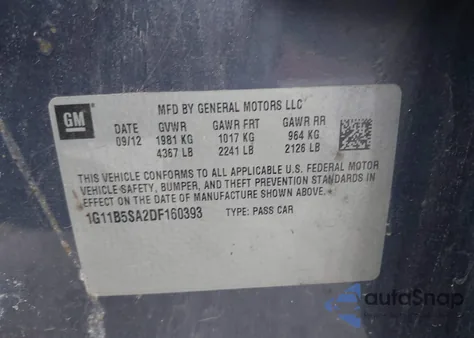 GM
MFD BY GENERAL MOTORS LLC
DATE GVWR GAWR FRT GAWR RR
09/12 1981 KG 1017 KG 964 KG
4367 LB 2241 LB 2126 LB
THIS VEHICLE CONFORMS TO ALL APPLICABLE U.S. FEDERAL MOTOR
VEHICLE SAFETY, BUMPER, AND THEFT PREVENTION STANDARDS IN
EFFECT ON THE DATE OF MANUFACTURE SHOWN ABOVE.
1G11B5SA2DF160393 TYPE: PASS CAR
autoSnap